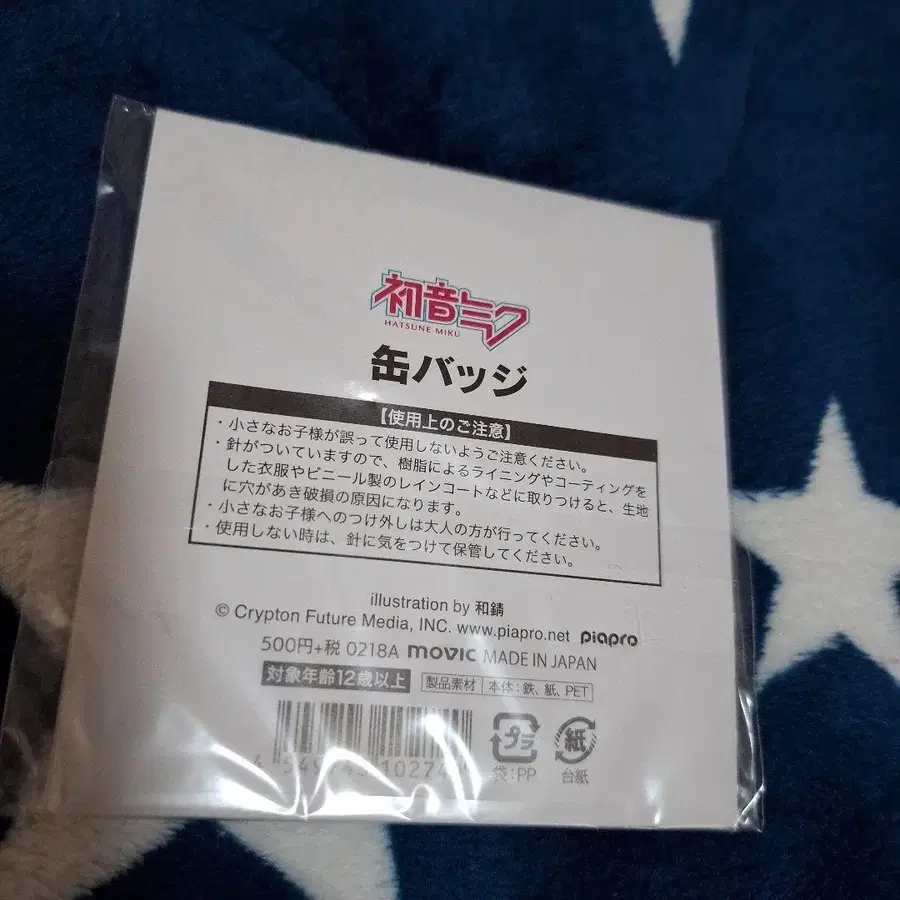 初音ミク
HATSUNE MIKU
缶バッジ
【使用上のご注意】
・小さなお子様が誤って使用しないようご注意ください。
・針がついていますので、樹脂によるライニングやコーティングを
した衣服やビニール製のレインコートなどに取りつけると、生地
に穴があき破損の原因になります。
・小さなお子様へのつけ外しは大人の方が行ってください。
・使用しない時は、針に気をつけて保管してください。
illustration by 和錆
© Crypton Future Media, INC. www.piapro.net piapro
500円+税 0218A movic MADE IN JAPAN
対象年齢12歳以上 製品素材 本体:鉄、紙、PET
プラ 紙
袋:PP 台紙